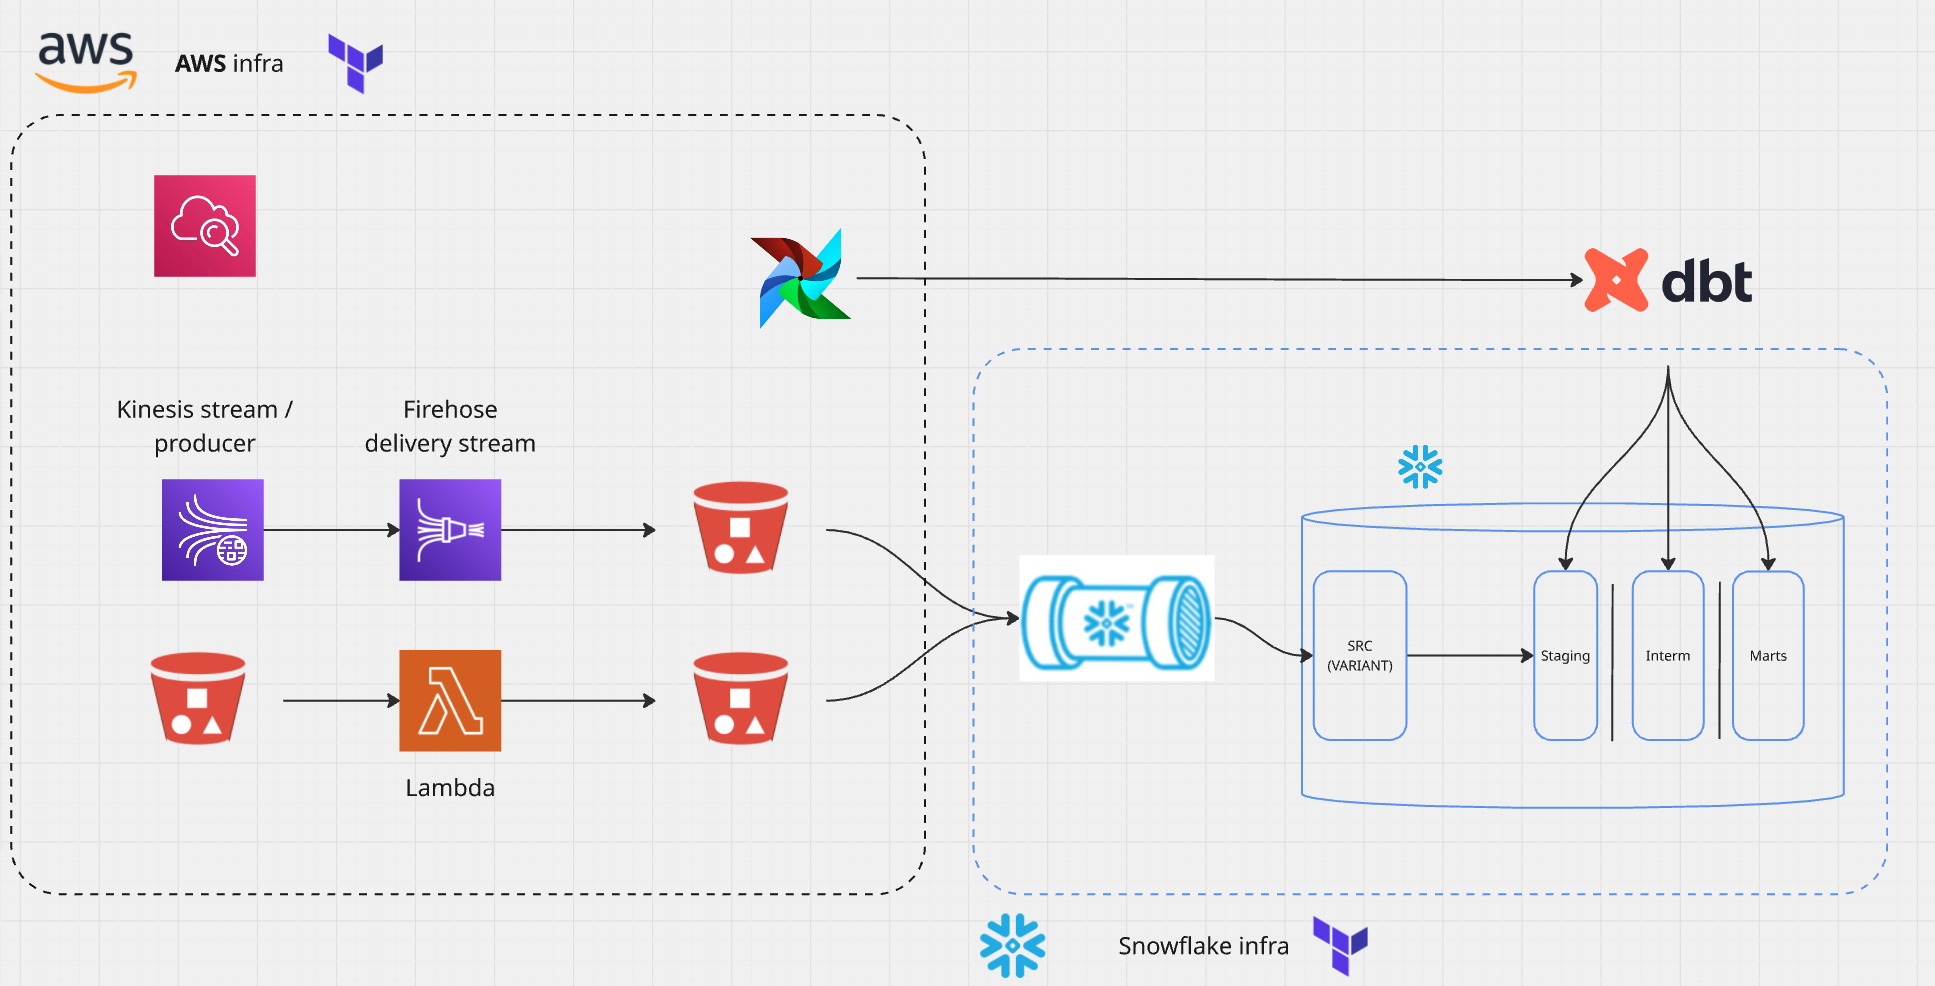 aws
AWS infra
dbt
Kinesis stream /
producer
Firehose
delivery stream
Lambda
SRC
(VARIANT)
Staging
Interm
Marts
Snowflake infra